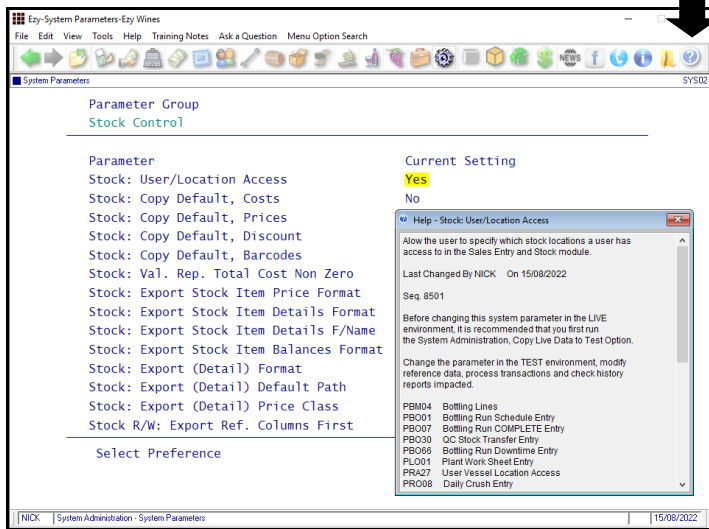 Ezy-System Parameters-Ezy Wines
File Edit View Tools Help Training Notes Ask a Question Menu Option Search
NEWS
System Parameters SYS02
Parameter Group
Stock Control
Parameter Current Setting
Stock: User/Location Access Yes
Stock: Copy Default, Costs No
Stock: Copy Default, Prices
Stock: Copy Default, Discount
Stock: Copy Default, Barcodes
Stock: Val. Rep. Total Cost Non Zero
Stock: Export Stock Item Price Format
Stock: Export Stock Item Details Format
Stock: Export Stock Item Details F/Name
Stock: Export Stock Item Balances Format
Stock: Export (Detail) Format
Stock: Export (Detail) Default Path
Stock: Export (Detail) Price Class
Stock R/W: Export Ref. Columns First
Select Preference
Help - Stock: User/Location Access
Alow the user to specify which stock locations a user has
access to in the Sales Entry and Stock module.
Last Changed By NICK On 15/08/2022
Seq. 8501
Before changing this system parameter in the LIVE
environment, it is recommended that you first run
the System Administration, Copy Live Data to Test Option.
Change the parameter in the TEST environment, modify
reference data, process transactions and check history
reports impacted.
PBM04 Bottling Lines
PBO01 Bottling Run Schedule Entry
PBO07 Bottling Run COMPLETE Entry
PBO30 QC Stock Transfer Entry
PBO66 Bottling Run Downtime Entry
PLO01 Plant Work Sheet Entry
PRA27 User Vessel Location Access
PRO08 Daily Crush Entry
NICK System Administration - System Parameters 15/08/2022